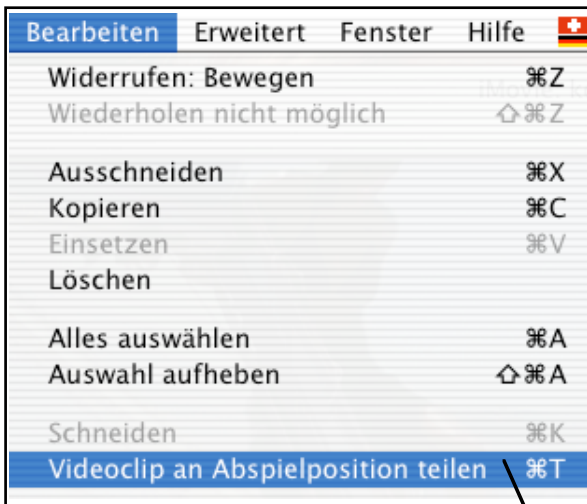 Bearbeiten Erweitert Fenster Hilfe
Widerrufen: Bewegen ⌘Z
Wiederholen nicht möglich ⇧⌘Z
Ausschneiden ⌘X
Kopieren ⌘C
Einsetzen ⌘V
Löschen
Alles auswählen ⌘A
Auswahl aufheben ⇧⌘A
Schneiden ⌘K
Videoclip an Abspielposition teilen ⌘T